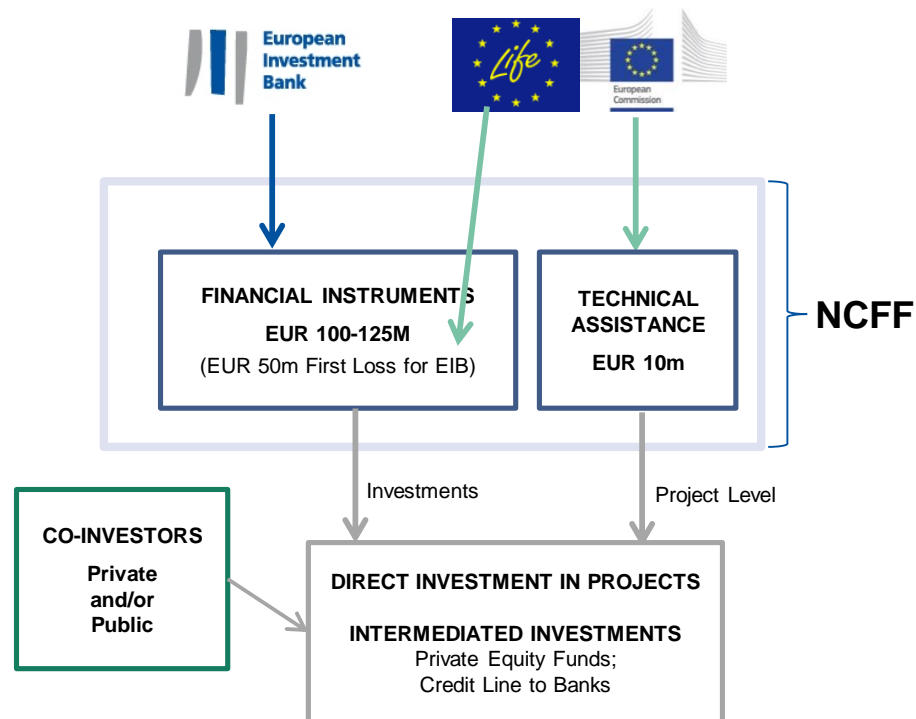 European
Investment
Bank
Life
European
Commission
FINANCIAL INSTRUMENTS
EUR 100-125M
(EUR 50m First Loss for EIB)
TECHNICAL
ASSISTANCE
EUR 10m
NCFF
Investments
Project Level
CO-INVESTORS
Private
and/or
Public
DIRECT INVESTMENT IN PROJECTS
INTERMEDIATED INVESTMENTS
Private Equity Funds;
Credit Line to Banks